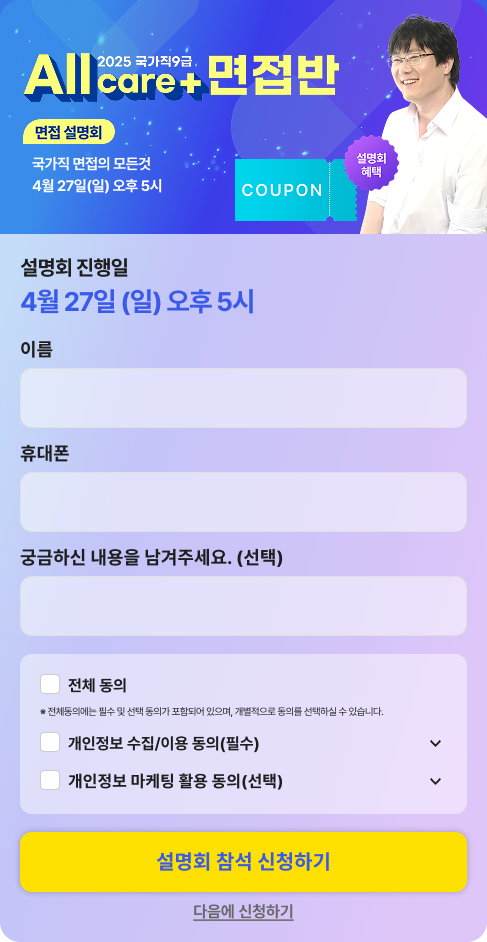 2025 국가직9급
All care+ 면접반
면접 설명회
국가직 면접의 모든것
4월 27일(일) 오후 5시
COUPON
설명회
혜택
설명회 진행일
4월 27일 (일) 오후 5시
이름
휴대폰
궁금하신 내용을 남겨주세요. (선택)
전체 동의
※ 전체동의에는 필수 및 선택 동의가 포함되어 있으며, 개별적으로 동의를 선택하실 수 있습니다.
개인정보 수집/이용 동의(필수)
개인정보 마케팅 활용 동의(선택)
설명회 참석 신청하기
다음에 신청하기